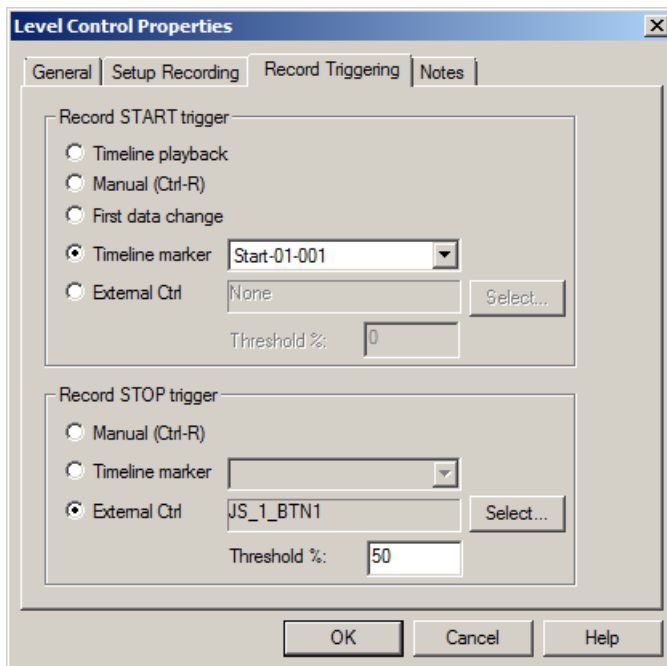 Level Control Properties
General Setup Recording Record Triggering Notes
Record START trigger
Timeline playback
Manual (Ctrl-R)
First data change
Timeline marker Start-01-001
External Ctrl None Select...
Threshold %: 0
Record STOP trigger
Manual (Ctrl-R)
Timeline marker
External Ctrl JS_1_BTN1 Select...
Threshold %: 50
OK Cancel Help